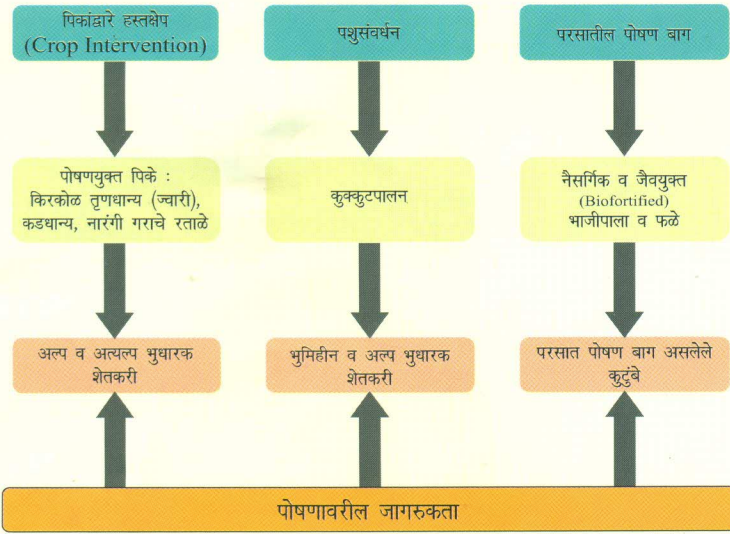 पिकांद्वारे हस्तक्षेप
(Crop Intervention)
पशुसंवर्धन
परसातील पोषण बाग
पोषणयुक्त पिके :
किरकोळ तृणधान्य (ज्वारी),
कडधान्य, नारंगी गराचे रताळे
कुक्कुटपालन
नैसर्गिक व जैवयुक्त
(Biofortified)
भाजीपाला व फळे
अल्प व अत्यल्प भुधारक
शेतकरी
भुमिहीन व अल्प भुधारक
शेतकरी
परसात पोषण बाग असलेले
कुटुंबे
पोषणावरील जागरुकता